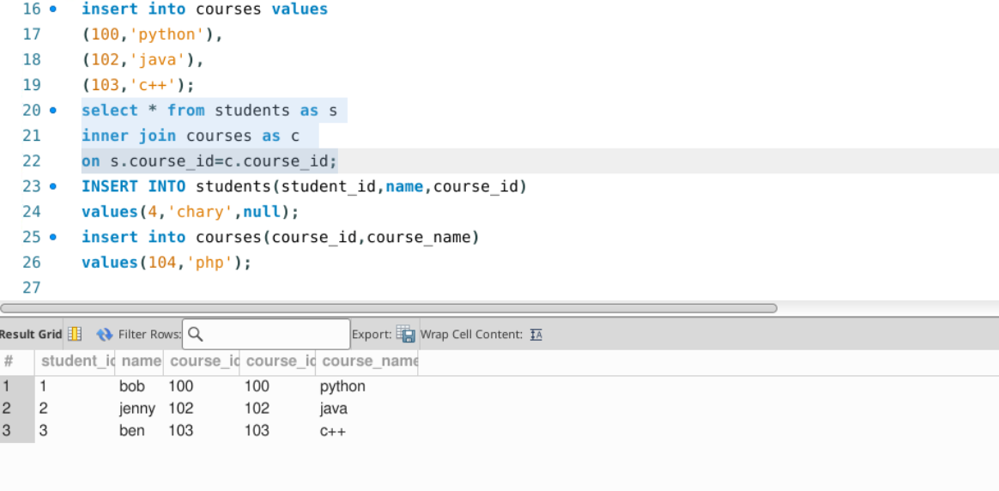 16 insert into courses values
17 (100,'python'),
18 (102,'java'),
19 (103,'c++');
20 select * from students as s
21 inner join courses as c
22 on s.course_id=c.course_id;
23 INSERT INTO students(student_id,name,course_id)
24 values(4,'chary',null);
25 insert into courses(course_id,course_name)
26 values(104,'php');
27
Result Grid Filter Rows: Export: Wrap Cell Content: IA
# student_id name course_id course_id course_name
1 1 bob 100 100 python
2 2 jenny 102 102 java
3 3 ben 103 103 c++